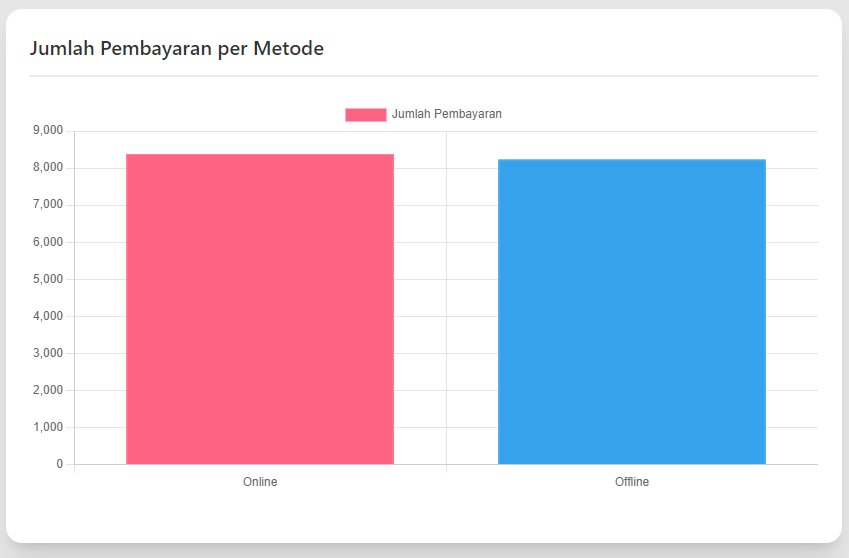 Jumlah Pembayaran per Metode
Jumlah Pembayaran
9,000
8,000
7,000
6,000
5,000
4,000
3,000
2,000
1,000
0
Online
Offline